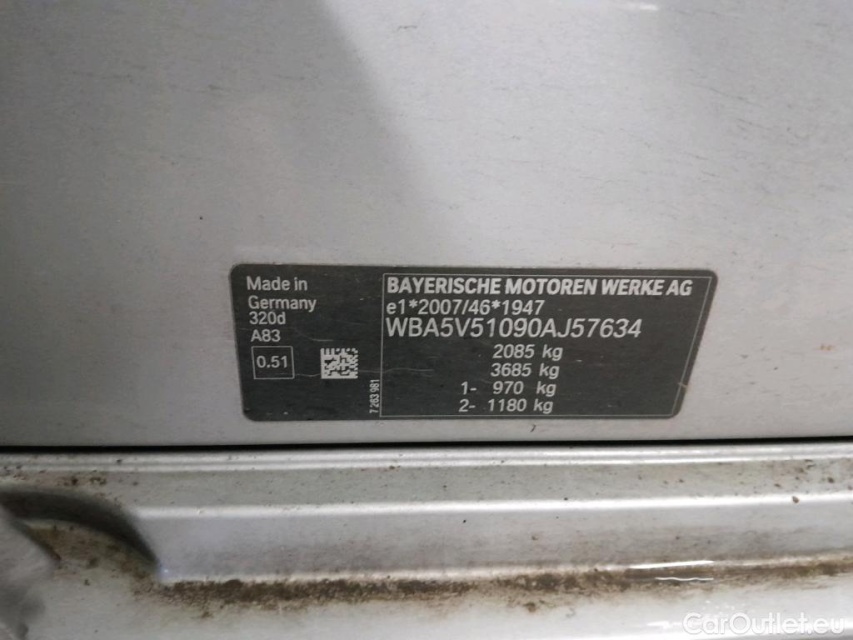 Made in
Germany
320d
A83
0.51
7 263 981
BAYERISCHE MOTOREN WERKE AG
e1*2007/46*1947
WBA5V51090AJ57634
2085 kg
3685 kg
1- 970 kg
2- 1180 kg
CarOutlet.eu